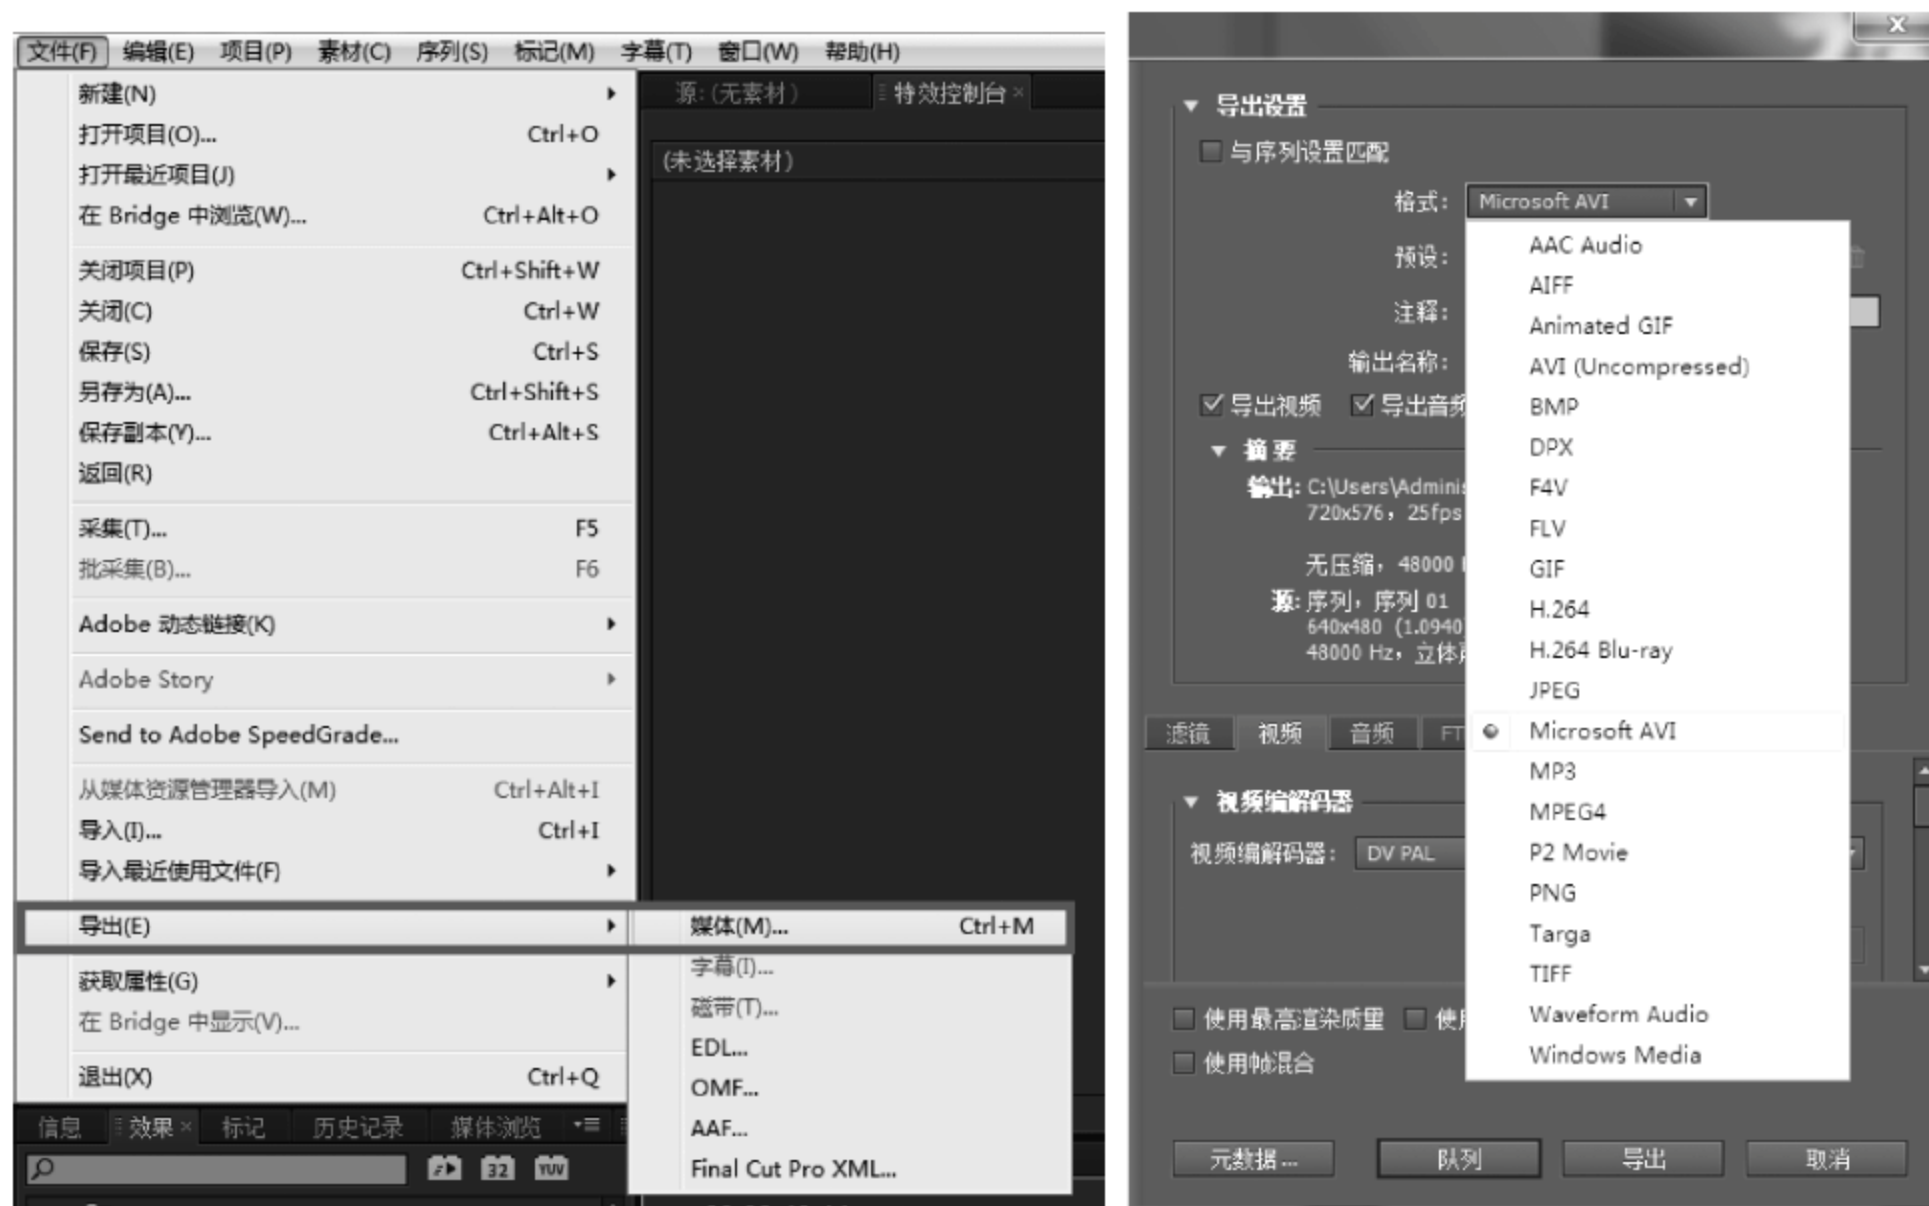 文件(F) 编辑(E) 项目(P) 素材(C) 序列(S) 标记(M) 字幕(T) 窗口(W) 帮助(H)
新建(N)
打开项目(O)... Ctrl+O
打开最近项目(J)
在 Bridge 中浏览(W)... Ctrl+Alt+O
关闭项目(P) Ctrl+Shift+W
关闭(C) Ctrl+W
保存(S) Ctrl+S
另存为(A)... Ctrl+Shift+S
保存副本(Y)... Ctrl+Alt+S
返回(R)
采集(T)... F5
批采集(B)... F6
Adobe 动态链接(K)
Adobe Story
Send to Adobe SpeedGrade...
从媒体资源管理器导入(M) Ctrl+Alt+I
导入(I)... Ctrl+I
导入最近使用文件(F)
导出(E)
获取属性(G)
在 Bridge 中显示(V)...
退出(X) Ctrl+Q
媒体(M)... Ctrl+M
字幕(I)...
磁带(T)...
EDL...
OMF...
AAF...
Final Cut Pro XML...
源: (无素材) 特效控制台 ×
(未选择素材)
信息 效果 × 标记 历史记录 媒体浏览
32 YUV
导出设置
与序列设置匹配
格式: Microsoft AVI
预设:
注释:
输出名称:
导出视频 导出音频
摘要
输出: C:\Users\Adminis
720x576, 25fps
无压缩, 48000
源: 序列, 序列 01
640x480 (1.0940
48000 Hz, 立体
滤镜 视频 音频 FT
视频编解码器
视频编解码器: DV PAL
使用最高渲染质量 使
使用帧混合
元数据... 队列 导出 取消
AAC Audio
AIFF
Animated GIF
AVI (Uncompressed)
BMP
DPX
F4V
FLV
GIF
H.264
H.264 Blu-ray
JPEG
Microsoft AVI
MP3
MPEG4
P2 Movie
PNG
Targa
TIFF
Waveform Audio
Windows Media